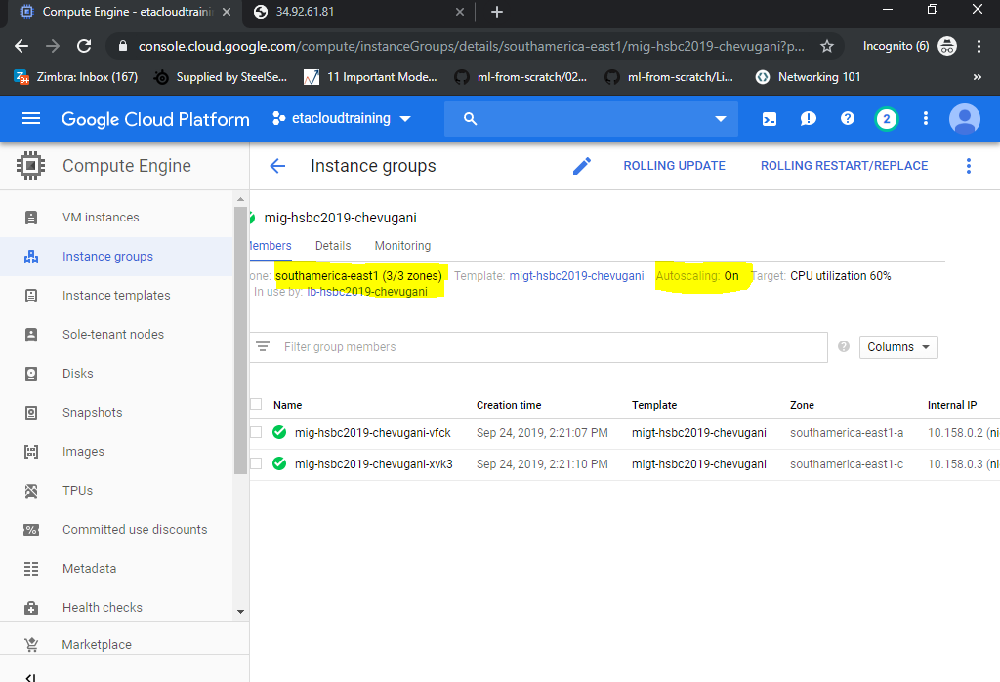 Compute Engine - etacloudtraini
34.92.61.81
console.cloud.google.com/compute/instanceGroups/details/southamerica-east1/mig-hsbc2019-chevugani?p...
Incognito (6)
Zimbra: Inbox (167)
Supplied by SteelSe...
11 Important Mode...
ml-from-scratch/02...
ml-from-scratch/Li...
Networking 101
»
Google Cloud Platform
etacloudtraining
2
Compute Engine
Instance groups
ROLLING UPDATE
ROLLING RESTART/REPLACE
VM instances
Instance groups
Instance templates
Sole-tenant nodes
Disks
Snapshots
Images
TPUs
Committed use discounts
Metadata
Health checks
Marketplace
mig-hsbc2019-chevugani
Members Details Monitoring
one: southamerica-east1 (3/3 zones) Template: migt-hsbc2019-chevugani Autoscaling: On Target: CPU utilization 60%
In use by: lb-hsbc2019-chevugani
Filter group members
Columns
Name Creation time Template Zone Internal IP
mig-hsbc2019-chevugani-vfck Sep 24, 2019, 2:21:07 PM migt-hsbc2019-chevugani southamerica-east1-a 10.158.0.2 (ni
mig-hsbc2019-chevugani-xvk3 Sep 24, 2019, 2:21:10 PM migt-hsbc2019-chevugani southamerica-east1-c 10.158.0.3 (ni